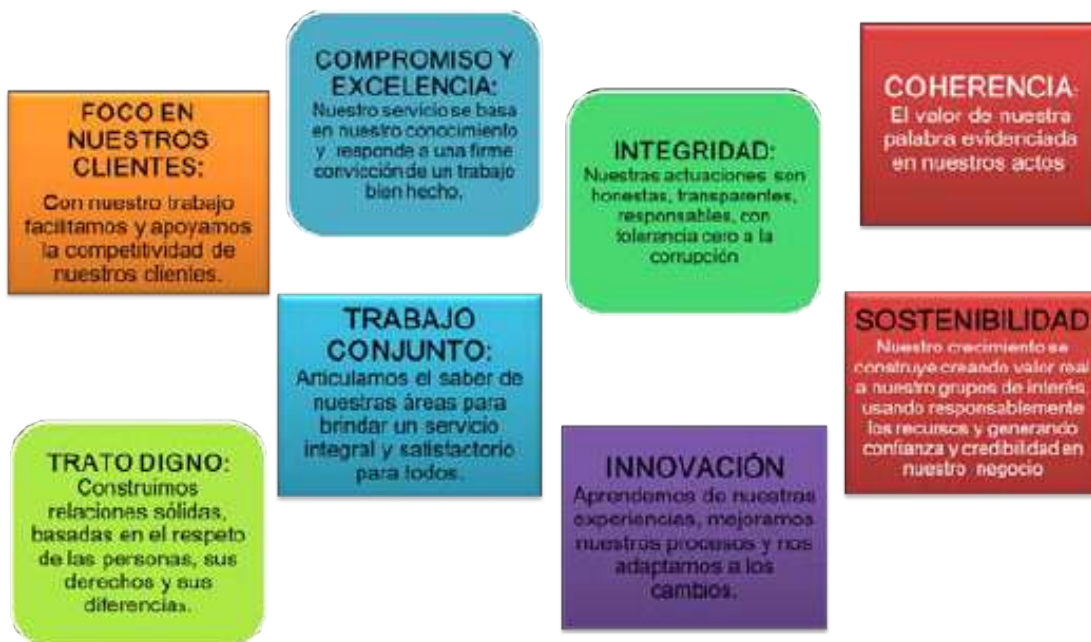 FOCO EN
NUESTROS
CLIENTES:
Con nuestro trabajo
facilitamos y apoyamos
la competitividad de
nuestros clientes.
COMPROMISO Y
EXCELENCIA:
Nuestro servicio se basa
en nuestro conocimiento
y responde a una firme
convicción de un trabajo
bien hecho.
INTEGRIDAD:
Nuestras actuaciones son
honestas, transparentes,
responsables, con
tolerancia cero a la
corrupción
COHERENCIA:
El valor de nuestra
palabra evidenciada
en nuestros actos
TRATO DIGNO:
Construimos
relaciones sólidas,
basadas en el respeto
de las personas, sus
derechos y sus
diferencias.
TRABAJO
CONJUNTO:
Articulamos el saber de
nuestras áreas para
brindar un servicio
integral y satisfactorio
para todos.
INNOVACIÓN
Aprendemos de nuestras
experiencias, mejoramos
nuestros procesos y nos
adaptamos a los
cambios.
SOSTENIBILIDAD
Nuestro crecimiento se
construye creando valor real
a nuestro grupos de interés
usando responsablemente
los recursos y generando
confianza y credibilidad en
nuestro negocio